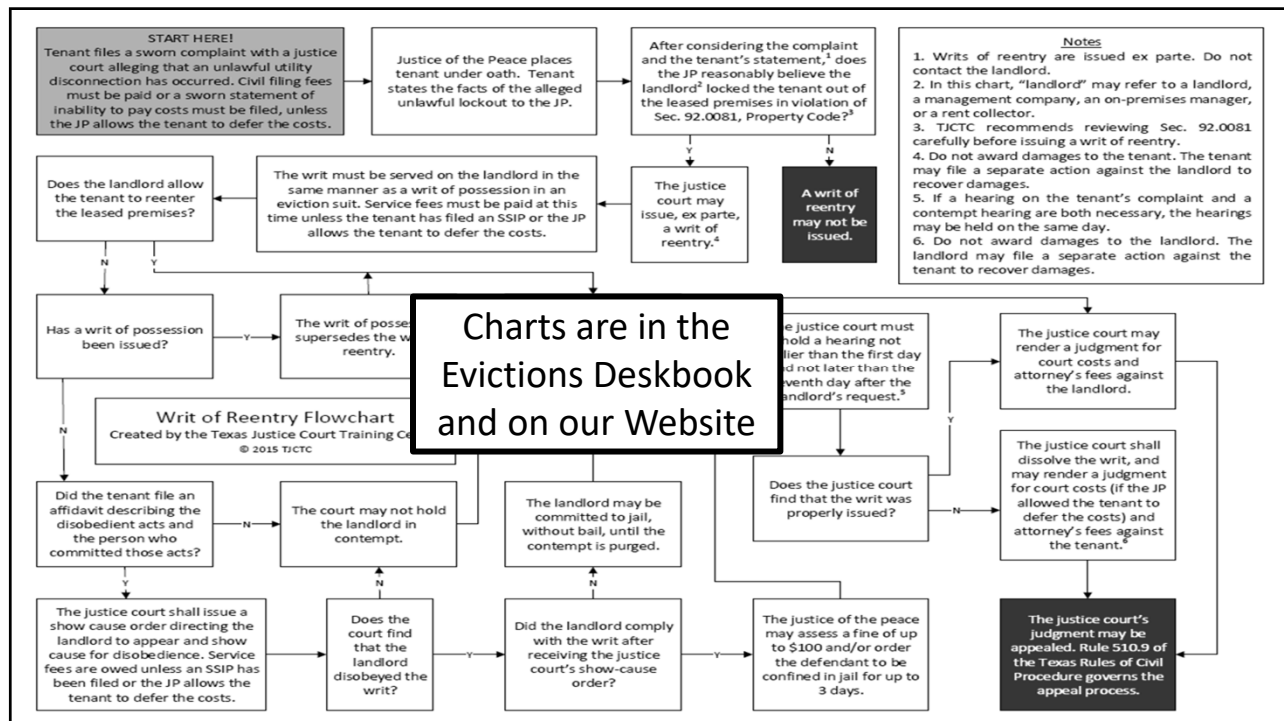 START HERE!
Tenant files a sworn complaint with a justice
court alleging that an unlawful utility
disconnection has occurred. Civil filing fees
must be paid or a sworn statement of
inability to pay costs must be filed, unless
the JP allows the tenant to defer the costs.
Justice of the Peace places
tenant under oath. Tenant
states the facts of the alleged
unlawful lockout to the JP.
After considering the complaint
and the tenant's statement,¹ does
the JP reasonably believe the
landlord² locked the tenant out of
the leased premises in violation of
Sec. 92.0081, Property Code?³
Notes
1. Writs of reentry are issued ex parte. Do not
contact the landlord.
2. In this chart, "landlord" may refer to a landlord,
a management company, an on-premises manager,
or a rent collector.
3. TJCTC recommends reviewing Sec. 92.0081
carefully before issuing a writ of reentry.
4. Do not award damages to the tenant. The tenant
may file a separate action against the landlord to
recover damages.
5. If a hearing on the tenant's complaint and a
contempt hearing are both necessary, the hearings
may be held on the same day.
6. Do not award damages to the landlord. The
landlord may file a separate action against the
tenant to recover damages.
Y
N
Does the landlord allow
the tenant to reenter
the leased premises?
The writ must be served on the landlord in the
same manner as a writ of possession in an
eviction suit. Service fees must be paid at this
time unless the tenant has filed an SSIP or the JP
allows the tenant to defer the costs.
The justice
court may
issue, ex parte,
a writ of
reentry.⁴
A writ of
reentry
may not be
issued.
N
Y
Has a writ of possession
been issued?
Y
The writ of posses
supersedes the w
reentry.
Charts are in the
Evictions Deskbook
and on our Website
justice court must
hold a hearing not
lier than the first day
nd not later than the
venth day after the
landlord's request.⁵
Y
The justice court may
render a judgment for
court costs and
attorney's fees against
the landlord.
N
Writ of Reentry Flowchart
Created by the Texas Justice Court Training Ce
© 2015 TJCTC
Did the tenant file an
affidavit describing the
disobedient acts and
the person who
committed those acts?
N
The court may not hold
the landlord in
contempt.
The landlord may be
committed to jail,
without bail, until the
contempt is purged.
Does the justice court
find that the writ was
properly issued?
N
The justice court shall
dissolve the writ, and
may render a judgment
for court costs (if the JP
allowed the tenant to
defer the costs) and
attorney's fees against
the tenant.⁶
Y
N
N
The justice court shall issue a
show cause order directing the
landlord to appear and show
cause for disobedience. Service
fees are owed unless an SSIP has
been filed or the JP allows the
tenant to defer the costs.
Does the
court find
that the
landlord
disobeyed the
writ?
Y
Did the landlord comply
with the writ after
receiving the justice
court's show-cause
order?
Y
The justice of the peace
may assess a fine of up
to $100 and/or order
the defendant to be
confined in jail for up to
3 days.
The justice court's
judgment may be
appealed. Rule 510.9 of
the Texas Rules of Civil
Procedure governs the
appeal process.